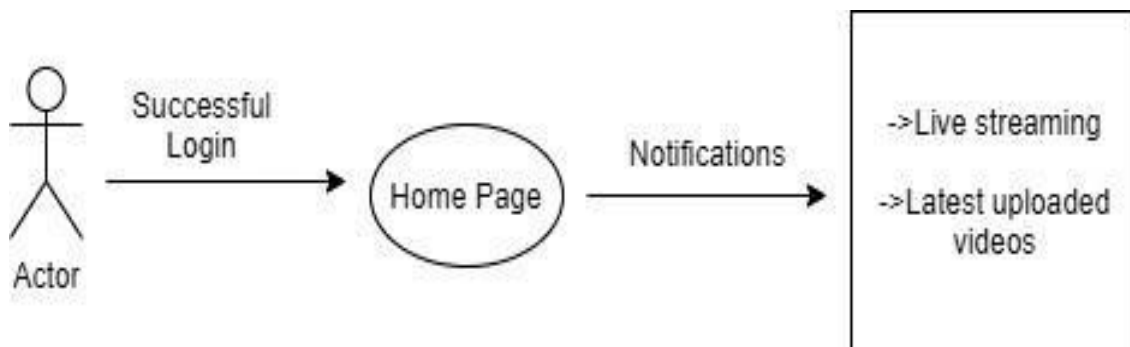 Successful
Login
Actor
Home Page
Notifications
->Live streaming
->Latest uploaded
videos